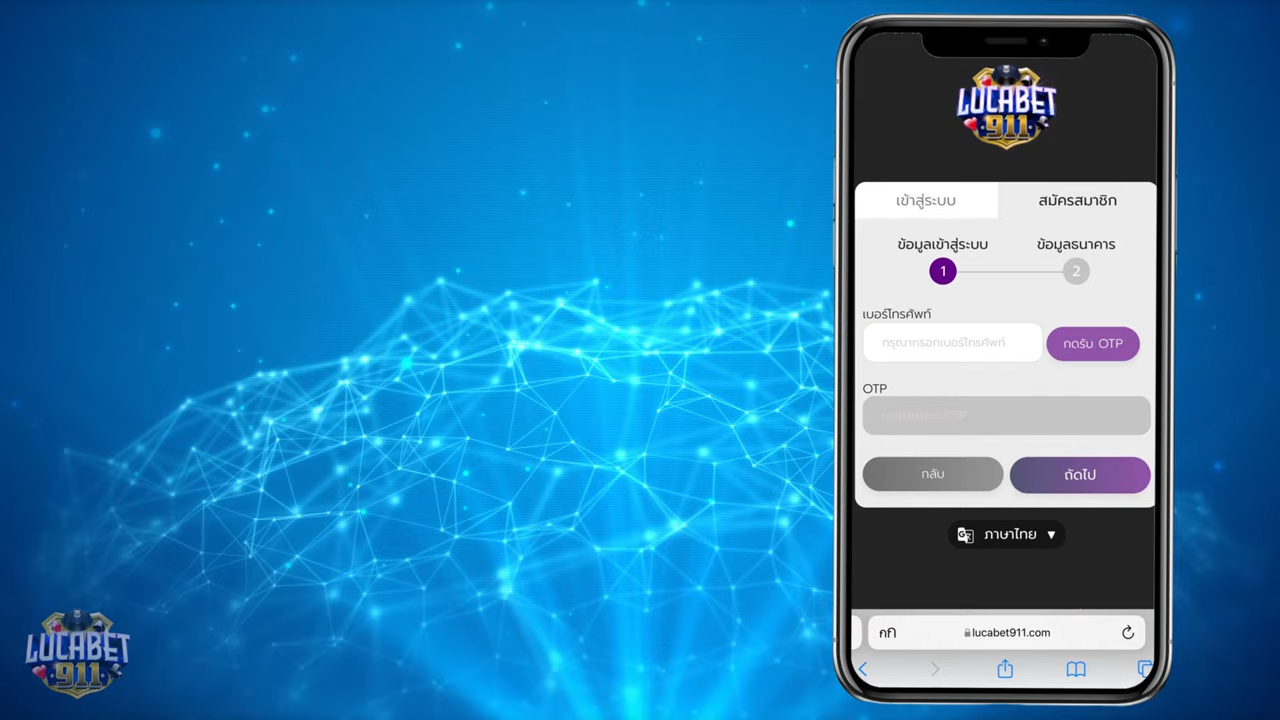 LUCABET
911
เข้าสู่ระบบ สมัครสมาชิก
ข้อมูลเข้าสู่ระบบ ข้อมูลธนาคาร
1 2
เบอร์โทรศัพท์
กรุณากรอกเบอร์โทรศัพท์ กดรับ OTP
OTP
กลับ ถัดไป
ภาษาไทย ▼
กกี lucabet911.com
LUCABET
911